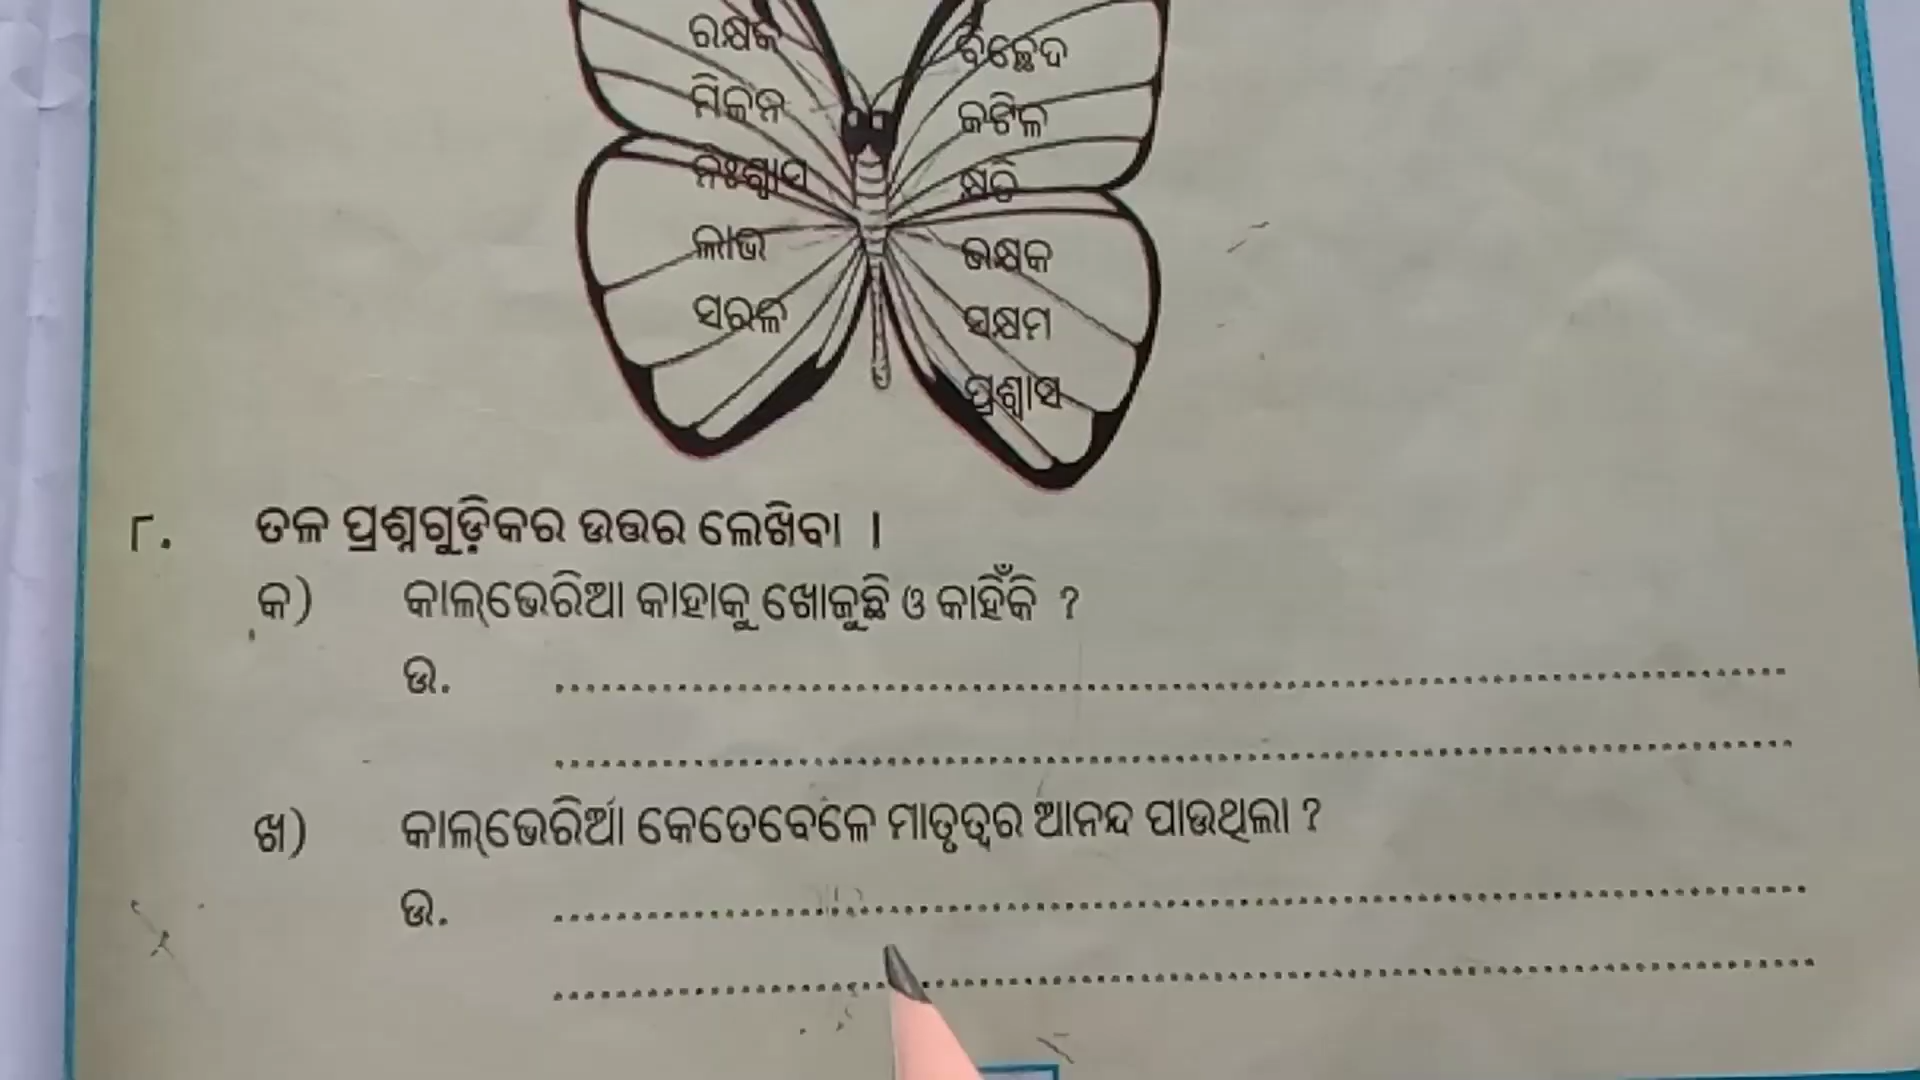 ରକ୍ଷକ
ବିଚ୍ଛେଦ
ମିଳନ
ଜଟିଳ
ନିଃଶ୍ୱାସ
କ୍ଷତି
ଲାଭ
ଭକ୍ଷକ
ସରଳ
ସକ୍ଷମ
ପ୍ରଶ୍ୱାସ
୮. ତଳ ପ୍ରଶ୍ନଗୁଡ଼ିକର ଉତ୍ତର ଲେଖିବା ।
କ) କାଲ୍‌ଭେରିଆ କାହାକୁ ଖୋଜୁଛି ଓ କାହିଁକି ?
ଉ.
ଖ) କାଲ୍‌ଭେରିଆ କେତେବେଳେ ମାତୃତ୍ୱର ଆନନ୍ଦ ପାଉଥିଲା ?
ଉ.